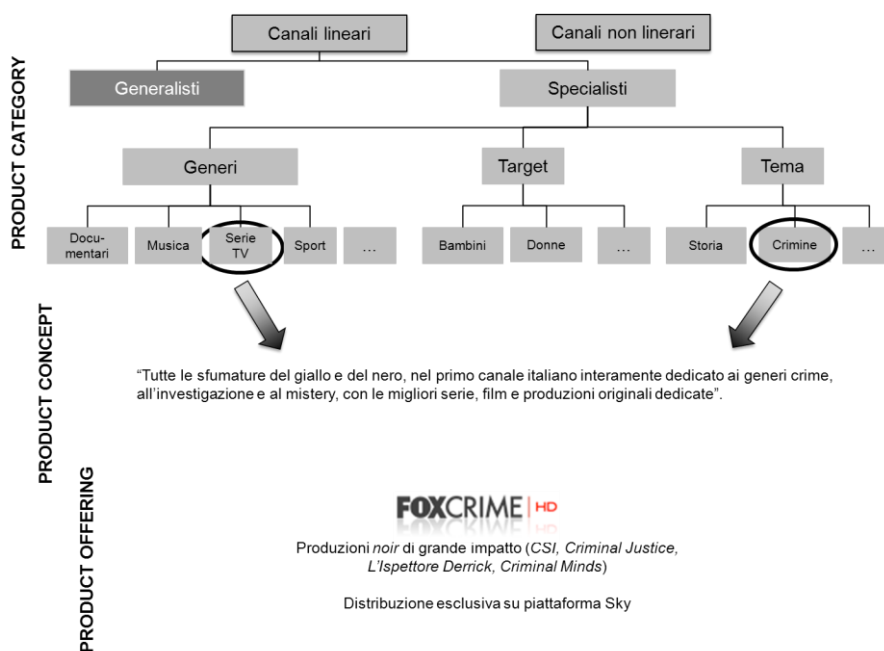 Canali lineari
Canali non linerari
PRODUCT CATEGORY
Generalisti
Specialisti
Generi
Target
Tema
Docu-
mentari
Musica
Serie
TV
Sport
...
Bambini
Donne
...
Storia
Crimine
...
PRODUCT CONCEPT
“Tutte le sfumature del giallo e del nero, nel primo canale italiano interamente dedicato ai generi crime,
all’investigazione e al mistery, con le migliori serie, film e produzioni originali dedicate”.
PRODUCT OFFERING
FOXCRIME | HD
Produzioni noir di grande impatto (CSI, Criminal Justice,
L’Ispettore Derrick, Criminal Minds)
Distribuzione esclusiva su piattaforma Sky